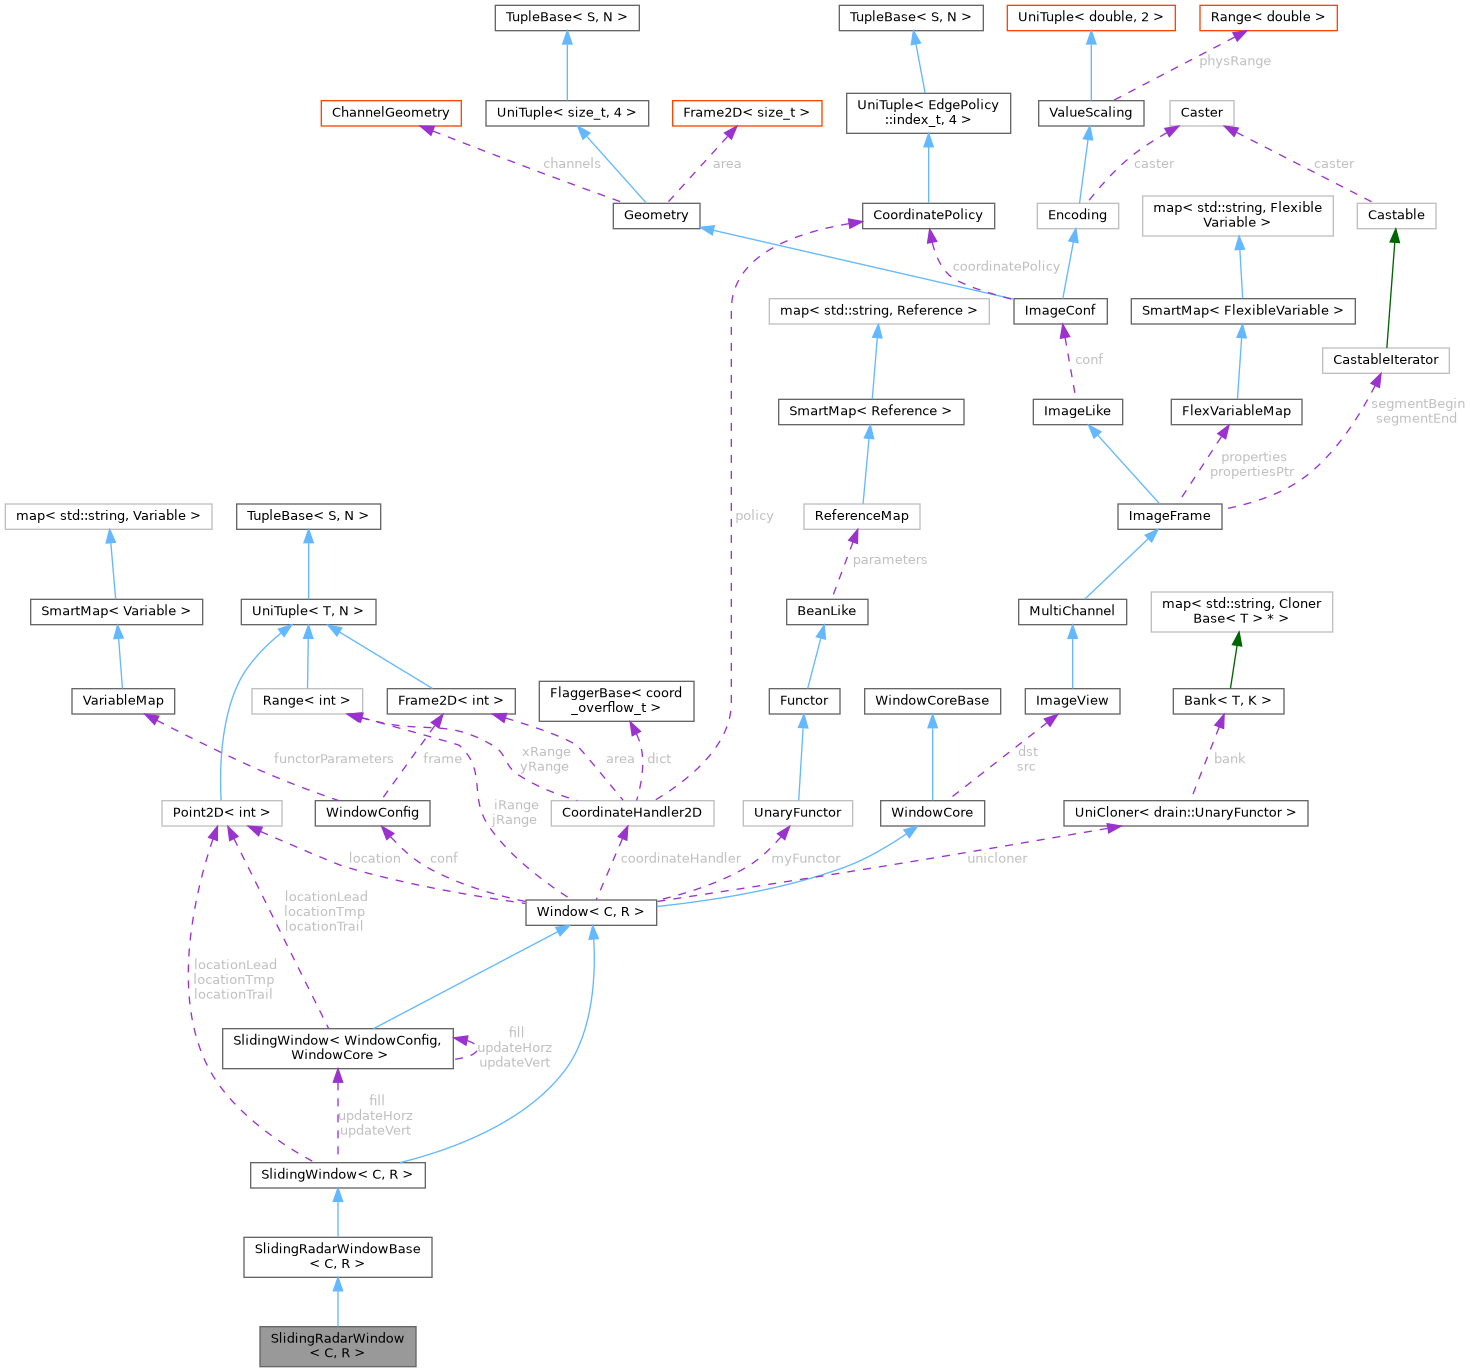 TupleBase< S, N >
TupleBase< S, N >
UniTuple< double, 2 >
Range< double >
physRange
ChannelGeometry
UniTuple< size_t, 4 >
Frame2D< size_t >
UniTuple< EdgePolicy
::index_t, 4 >
ValueScaling
Caster
channels
area
caster
caster
Geometry
CoordinatePolicy
Encoding
map< std::string, Flexible
Variable >
Castable
coordinatePolicy
map< std::string, Reference >
ImageConf
SmartMap< FlexibleVariable >
conf
CastableIterator
SmartMap< Reference >
ImageLike
FlexVariableMap
segmentBegin
segmentEnd
properties
propertiesPtr
map< std::string, Variable >
TupleBase< S, N >
policy
ReferenceMap
ImageFrame
parameters
SmartMap< Variable >
UniTuple< T, N >
BeanLike
MultiChannel
map< std::string, Cloner
Base< T > * >
VariableMap
Range< int >
Frame2D< int >
FlaggerBase< coord
_overflow_t >
Functor
WindowCoreBase
ImageView
Bank< T, K >
functorParameters
frame
xRange
yRange
area
dict
dst
src
bank
Point2D< int >
WindowConfig
iRange
jRange
CoordinateHandler2D
UnaryFunctor
WindowCore
UniCloner< drain::UnaryFunctor >
location
conf
coordinateHandler
myFunctor
unicloner
locationLead
locationTmp
locationTrail
Window< C, R >
locationLead
locationTmp
locationTrail
SlidingWindow< WindowConfig,
WindowCore >
fill
updateHorz
updateVert
fill
updateHorz
updateVert
SlidingWindow< C, R >
SlidingRadarWindowBase
< C, R >
SlidingRadarWindow
< C, R >